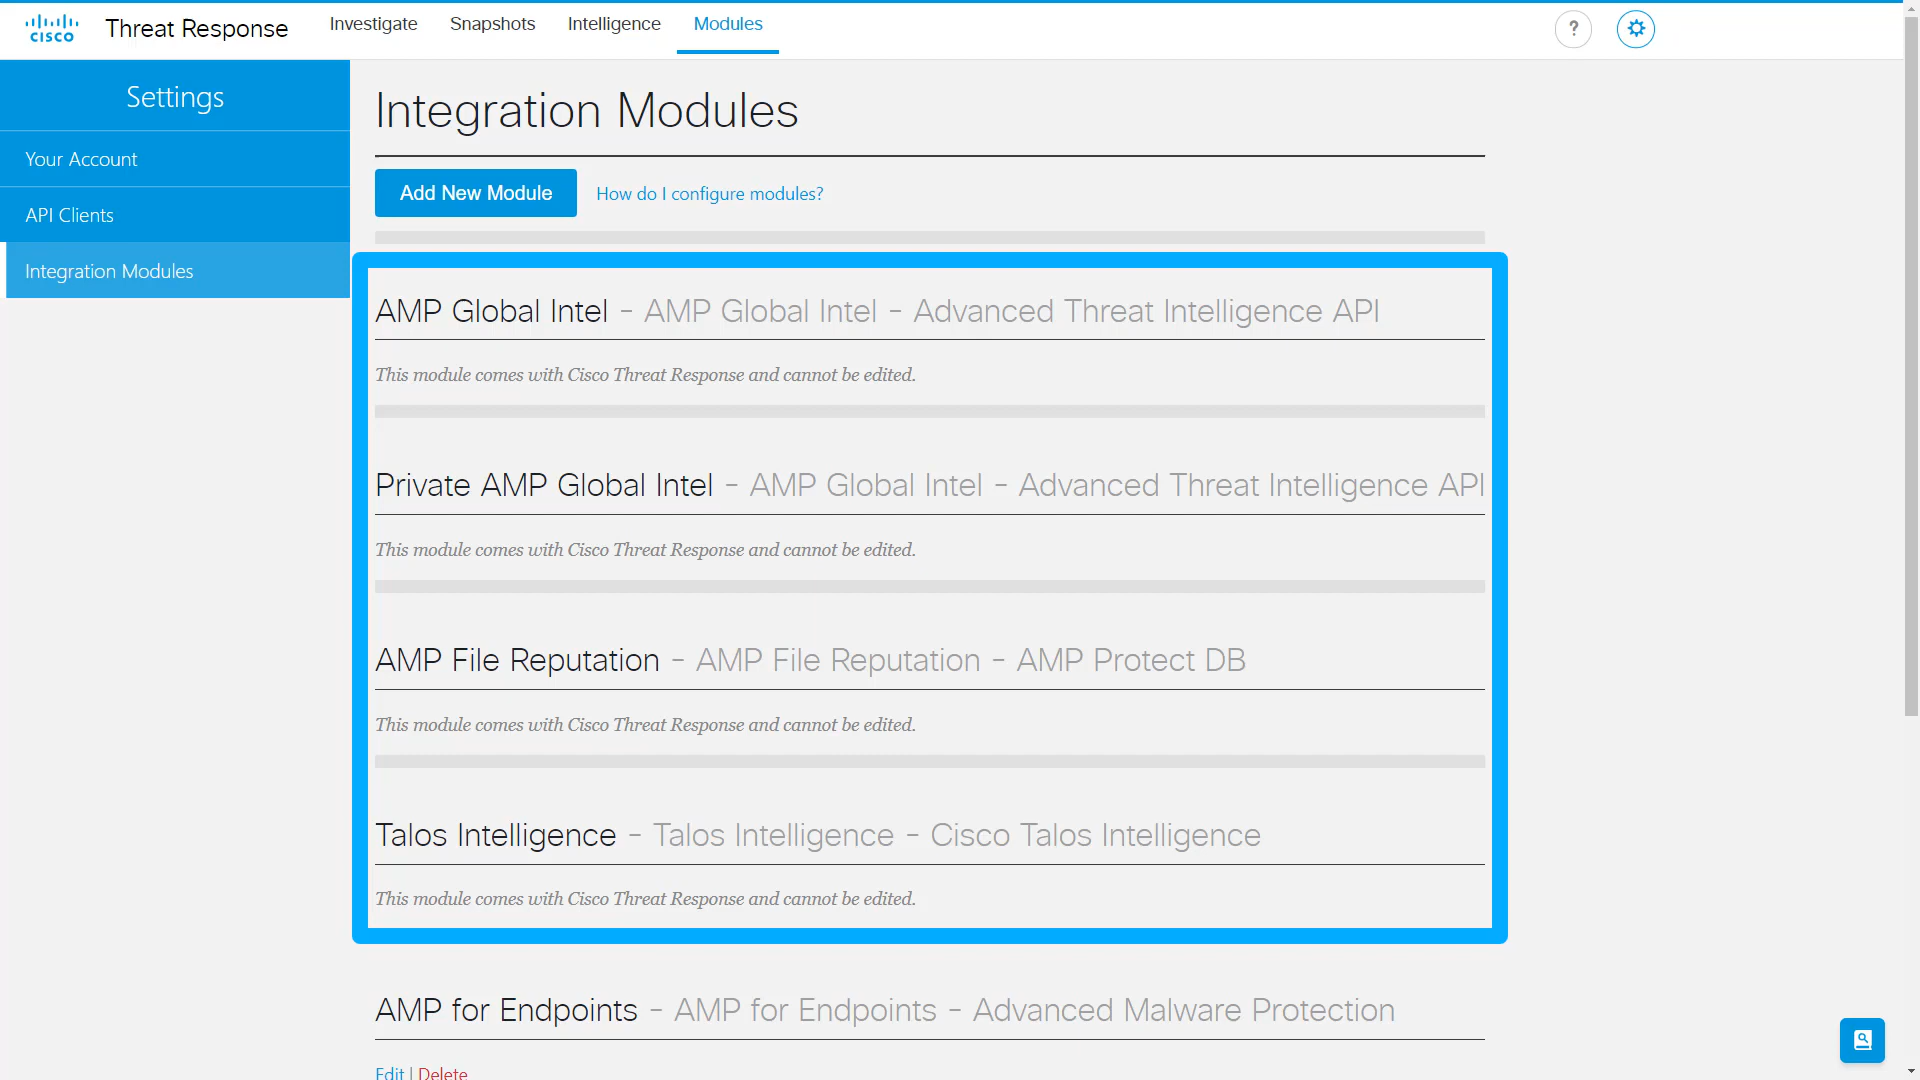 CISCO
Threat Response
Investigate
Snapshots
Intelligence
Modules
?
Settings
Your Account
API Clients
Integration Modules
Integration Modules
Add New Module
How do I configure modules?
AMP Global Intel - AMP Global Intel - Advanced Threat Intelligence API
This module comes with Cisco Threat Response and cannot be edited.
Private AMP Global Intel - AMP Global Intel - Advanced Threat Intelligence API
This module comes with Cisco Threat Response and cannot be edited.
AMP File Reputation - AMP File Reputation - AMP Protect DB
This module comes with Cisco Threat Response and cannot be edited.
Talos Intelligence - Talos Intelligence - Cisco Talos Intelligence
This module comes with Cisco Threat Response and cannot be edited.
AMP for Endpoints - AMP for Endpoints - Advanced Malware Protection
Edit | Delete